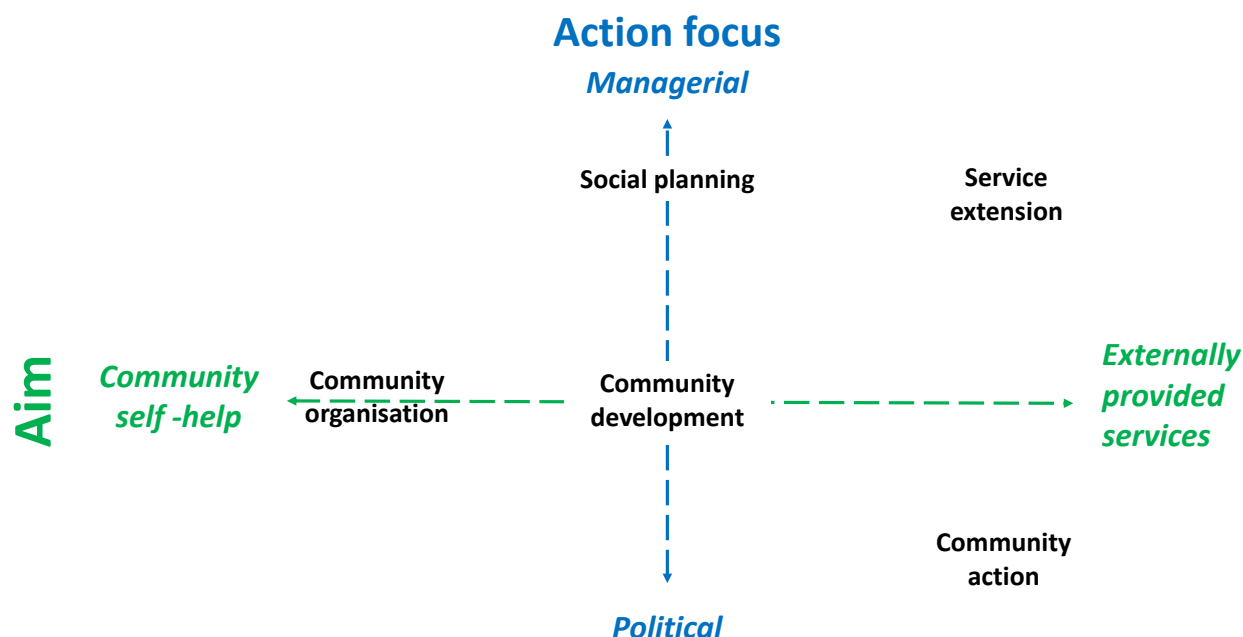 Action focus
Managerial
Social planning
Service
extension
Aim
Community
self -help
Community
organisation
Community
development
Externally
provided
services
Community
action
Political